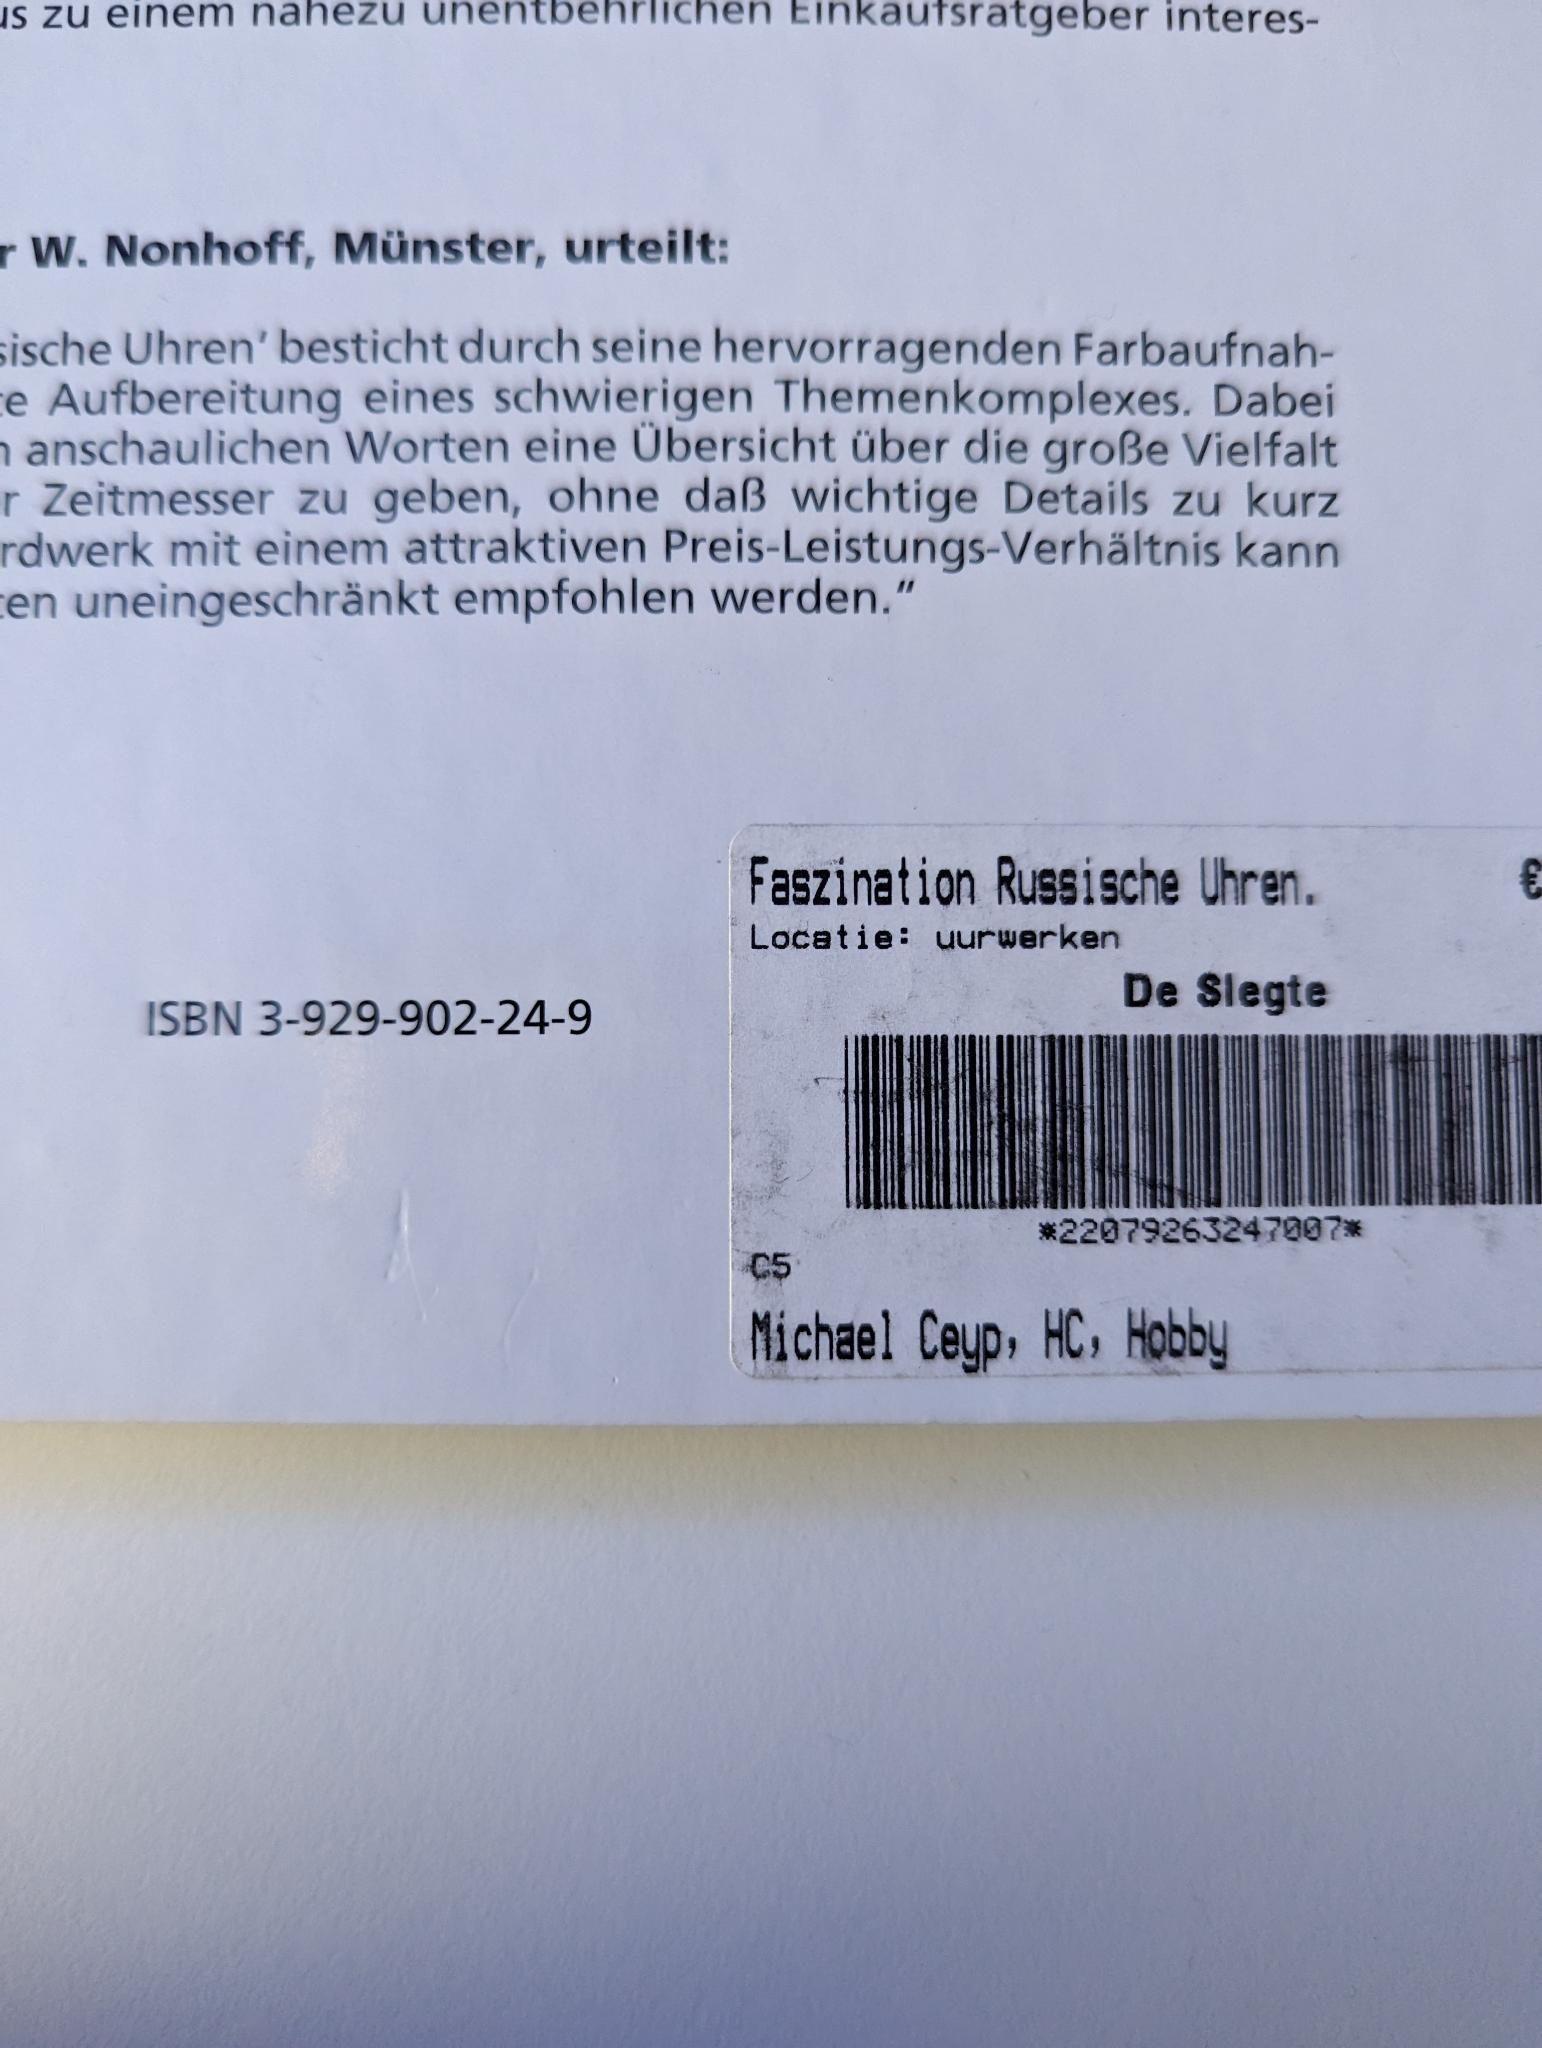 us zu einem nahezu unentbehrlichen Einkaufsratgeber interes-
r W. Nonhoff, Münster, urteilt:
sische Uhren' besticht durch seine hervorragenden Farbaufnah-
te Aufbereitung eines schwierigen Themenkomplexes. Dabei
n anschaulichen Worten eine Übersicht über die große Vielfalt
r Zeitmesser zu geben, ohne daß wichtige Details zu kurz
rdwerk mit einem attraktiven Preis-Leistungs-Verhältnis kann
ten uneingeschränkt empfohlen werden."
ISBN 3-929-902-24-9
Faszination Russische Uhren. €
Locatie: uurwerken
De Slegte
*22079263247007*
C5
Michael Ceyp, HC, Hobby